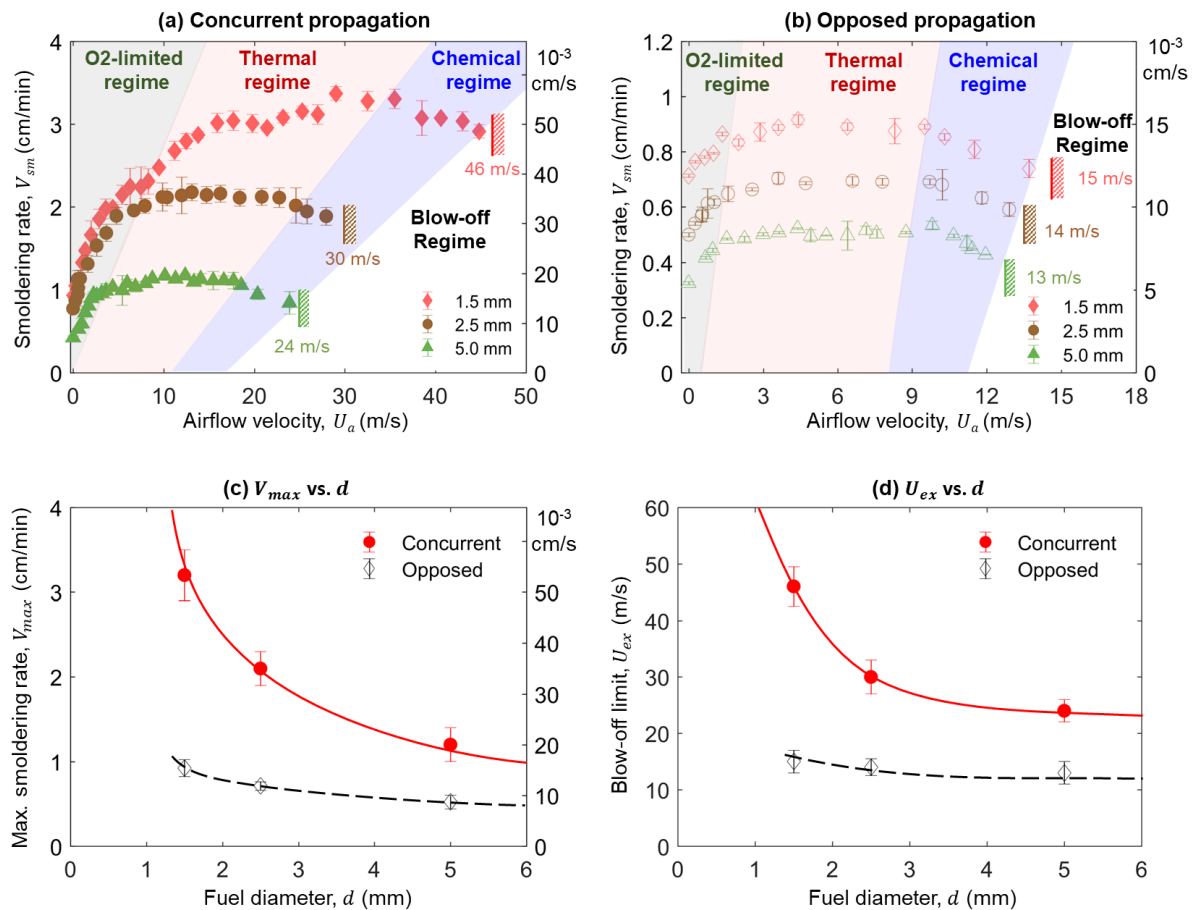 (a) Concurrent propagation
4
3
2
1
0
Smoldering rate, V_sm (cm/min)
O2-limited
regime
Thermal
regime
Chemical
regime
10-3
cm/s
50
40
30
20
10
0
46 m/s
30 m/s
24 m/s
Blow-off
Regime
1.5 mm
2.5 mm
5.0 mm
0 10 20 30 40 50
Airflow velocity, U_a (m/s)
(b) Opposed propagation
1.2
1
0.8
0.6
0.4
0.2
0
Smoldering rate, V_sm (cm/min)
O2-limited
regime
Thermal
regime
Chemical
regime
10-3
cm/s
15
10
5
0
Blow-off
Regime
15 m/s
14 m/s
13 m/s
1.5 mm
2.5 mm
5.0 mm
0 3 6 9 12 15 18
Airflow velocity, U_a (m/s)
(c) V_max vs. d
4
3
2
1
0
Max. smoldering rate, V_max (cm/min)
10-3
cm/s
50
40
30
20
10
0
Concurrent
Opposed
0 1 2 3 4 5 6
Fuel diameter, d (mm)
(d) U_ex vs. d
60
50
40
30
20
10
0
Blow-off limit, U_ex (m/s)
Concurrent
Opposed
0 1 2 3 4 5 6
Fuel diameter, d (mm)